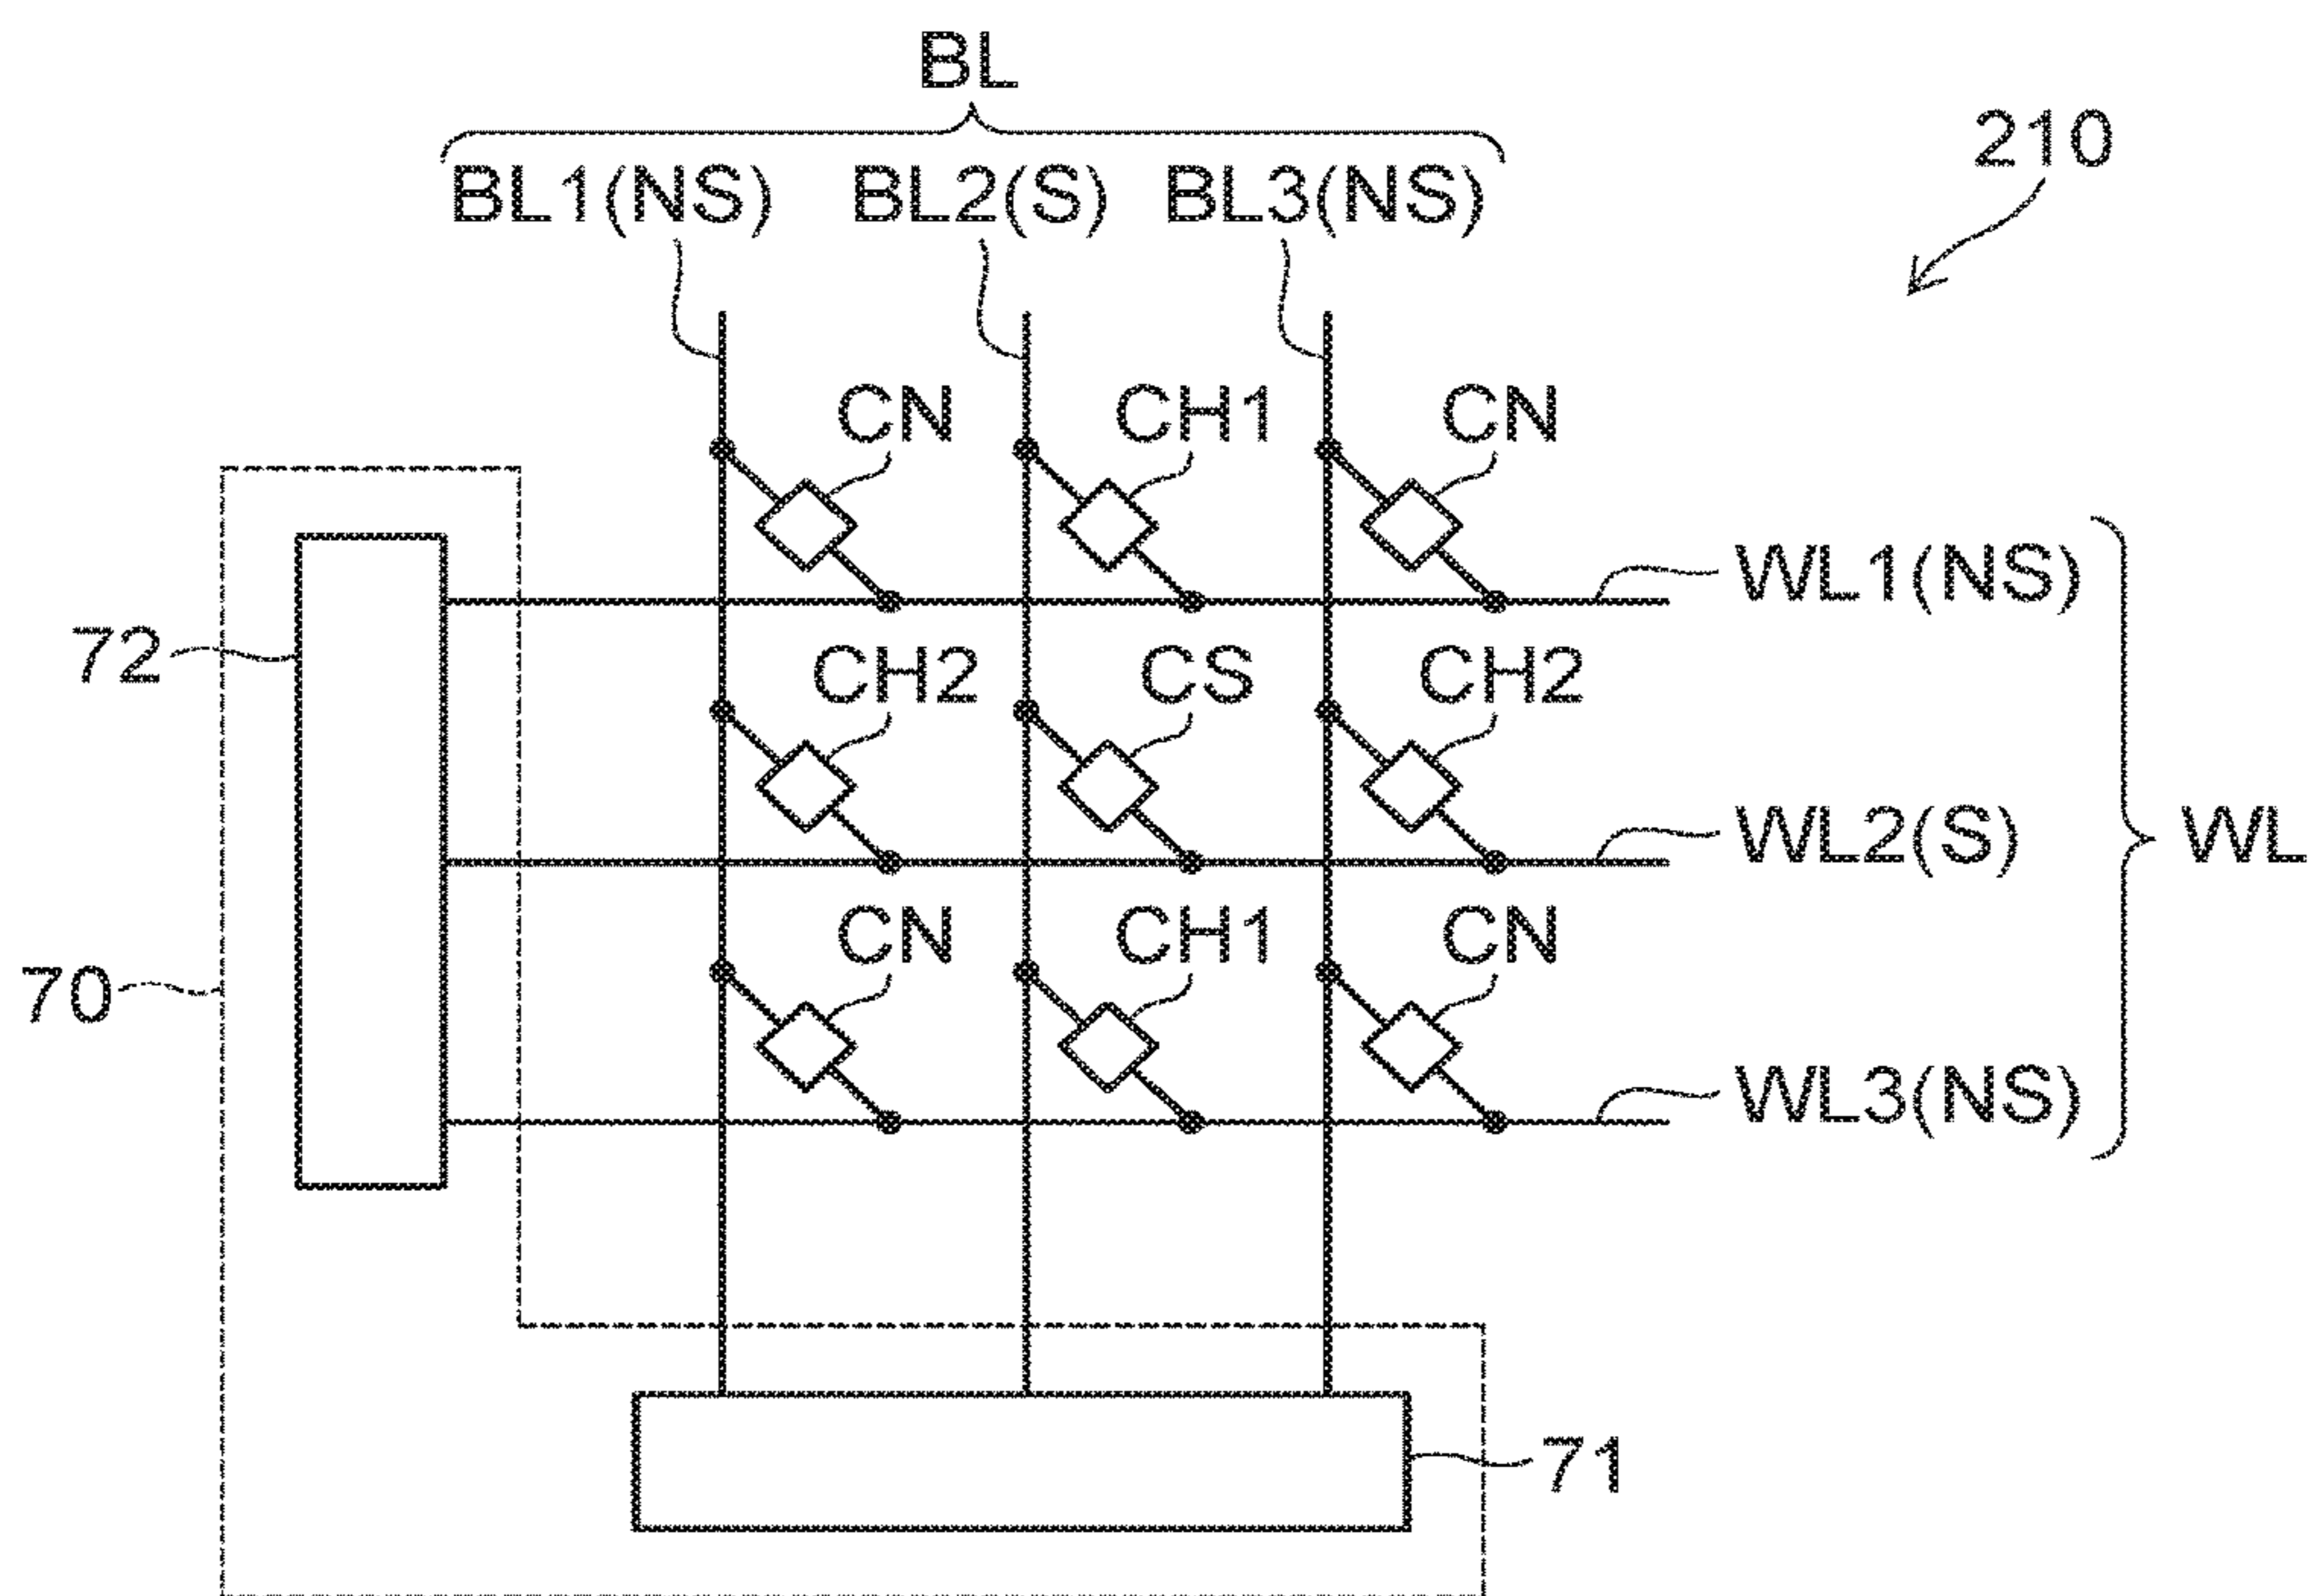 BL
210
BL1(NS) BL2(S) BL3(NS)
CN CH1 CN
WL1(NS)
72
CH2 CS CH2
WL2(S) WL
CN CH1 CN
70
WL3(NS)
71